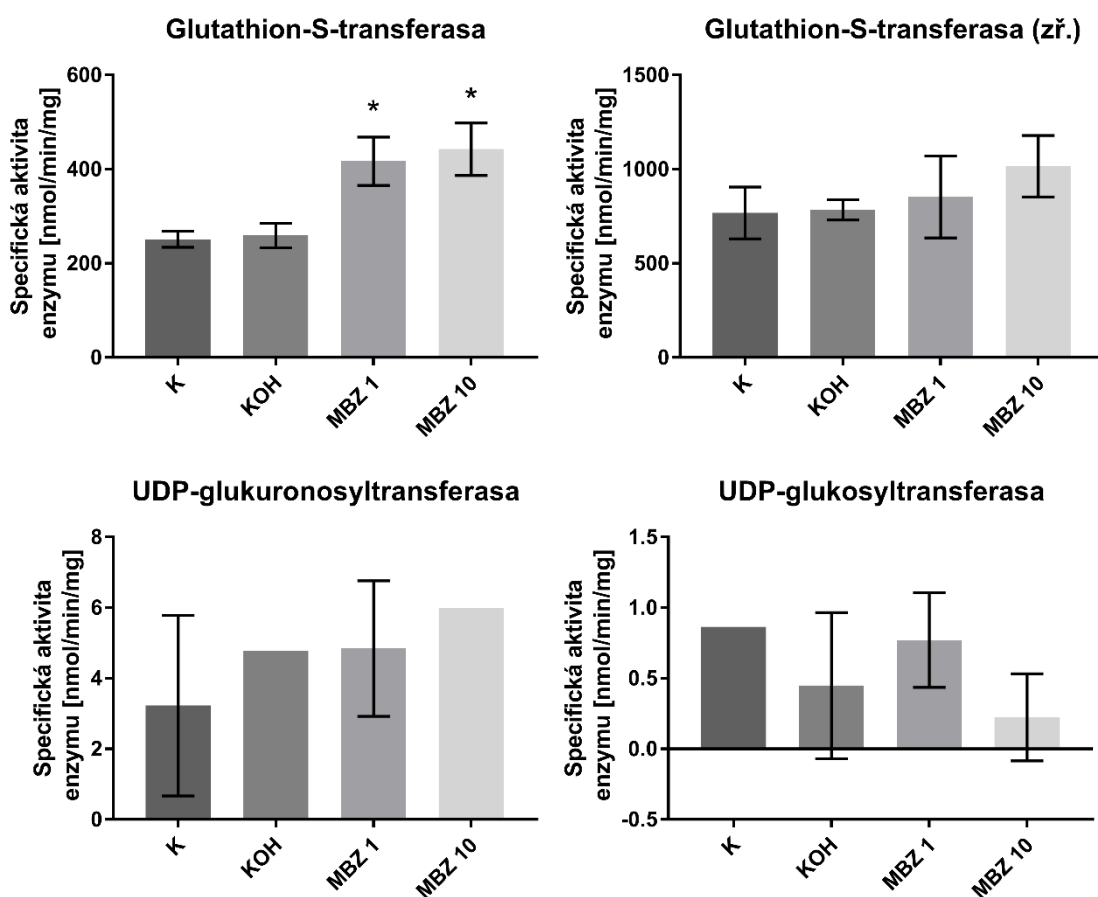 Glutathion-S-transferasa
Specifická aktivita
enzymu [nmol/min/mg]
600
400
200
0
* *
K
KOH
MBZ 1
MBZ 10
Glutathion-S-transferasa (zř.)
Specifická aktivita
enzymu [nmol/min/mg]
1500
1000
500
0
K
KOH
MBZ 1
MBZ 10
UDP-glukuronosyltransferasa
Specifická aktivita
enzymu [nmol/min/mg]
8
6
4
2
0
K
KOH
MBZ 1
MBZ 10
UDP-glukosyltransferasa
Specifická aktivita
enzymu [nmol/min/mg]
1.5
1.0
0.5
0.0
-0.5
K
KOH
MBZ 1
MBZ 10